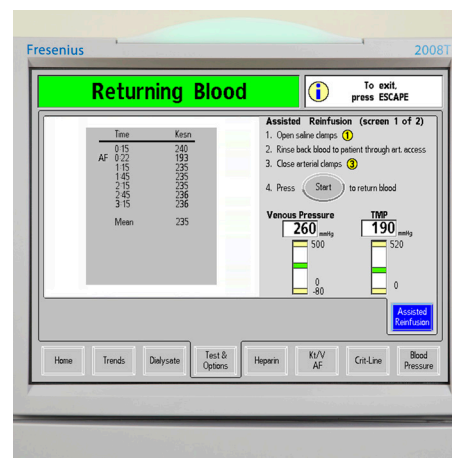 Fresenius
2008T
Returning Blood
i
To exit,
press ESCAPE
Time Kesn
0:15 240
AF 0:22 193
1:15 235
1:45 235
2:15 235
2:45 236
3:15 236
Mean 235
Assisted Reinfusion (screen 1 of 2)
1. Open saline clamps 1
2. Rinse back blood to patient through art. access
3. Close arterial clamps 3
4. Press Start to return blood
Venous Pressure
260 mmHg
500
0
-80
TMP
190 mmHg
520
0
Assisted
Reinfusion
Home
Trends
Dialysate
Test &
Options
Heparin
Kt/V
AF
Crit-Line
Blood
Pressure